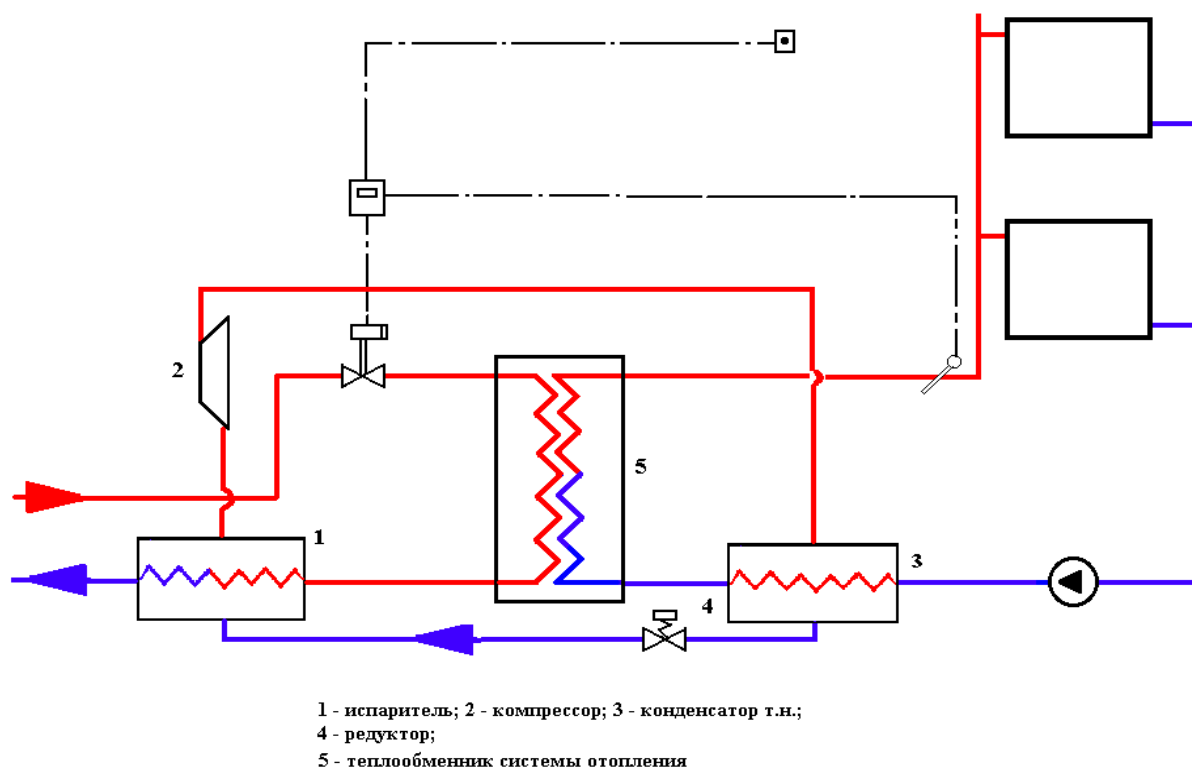 2
5
1
3
4
1 - испаритель; 2 - компрессор; 3 - конденсатор т.н.;
4 - редуктор;
5 - теплообменник системы отопления